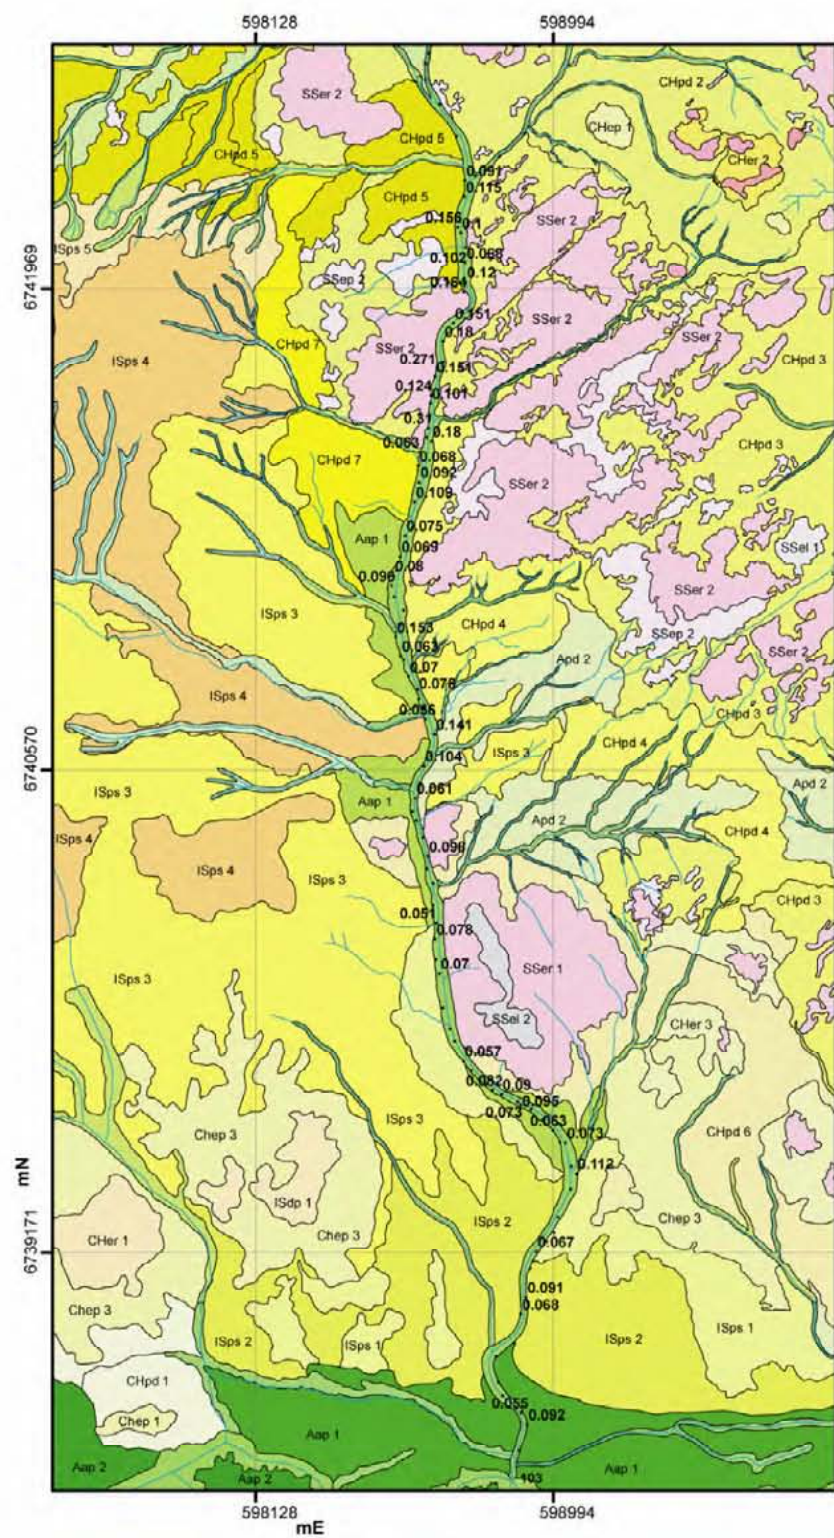 598128 598994
CHpd 2
SSer 2
CHep 1
CHpd 5
CHpd 5
CHer 2
0.091
0.115
CHpd 5
0.156 0.1
SSer 2
ISps 5
0.102 0.068
0.12
SSep 2
0.184
6741969
0.151
SSer 2
0.18
SSer 2
CHpd 7
SSer 2
0.271
0.151
ISps 4
CHpd 3
0.124
0.101
0.31
0.18
0.063
CHpd 3
0.068
CHpd 7
0.092
SSer 2
0.109
0.075
Aap 1
0.069
SSel 1
0.08
0.096
SSer 2
ISps 3
0.153
CHpd 4
SSep 2
0.063
SSer 2
Apd 2
0.07
0.078
ISps 4
0.056
CHpd 3
0.141
CHpd 4
ISps 3
0.104
6740570
Apd 2
ISps 3
0.061
Aap 1
Apd 2
CHpd 4
ISps 4
0.098
ISps 4
ISps 3
CHpd 3
0.051
0.078
0.07
SSer 1
ISps 3
SSel 2
CHer 3
0.057
0.082 0.09
0.095
0.073
0.063
ISps 3
0.073
Chep 3
CHpd 6
0.112
ISdp 1
ISps 2
Chep 3
Chep 3
CHer 1
0.067
6739171
mN
0.091
Chep 3
0.068
ISps 1
ISps 2
ISps 1
ISps 2
CHpd 1
0.055
0.092
Chep 1
Aap 1
Aap 2
Aap 1
Aap 2
103
598128 598994
mE